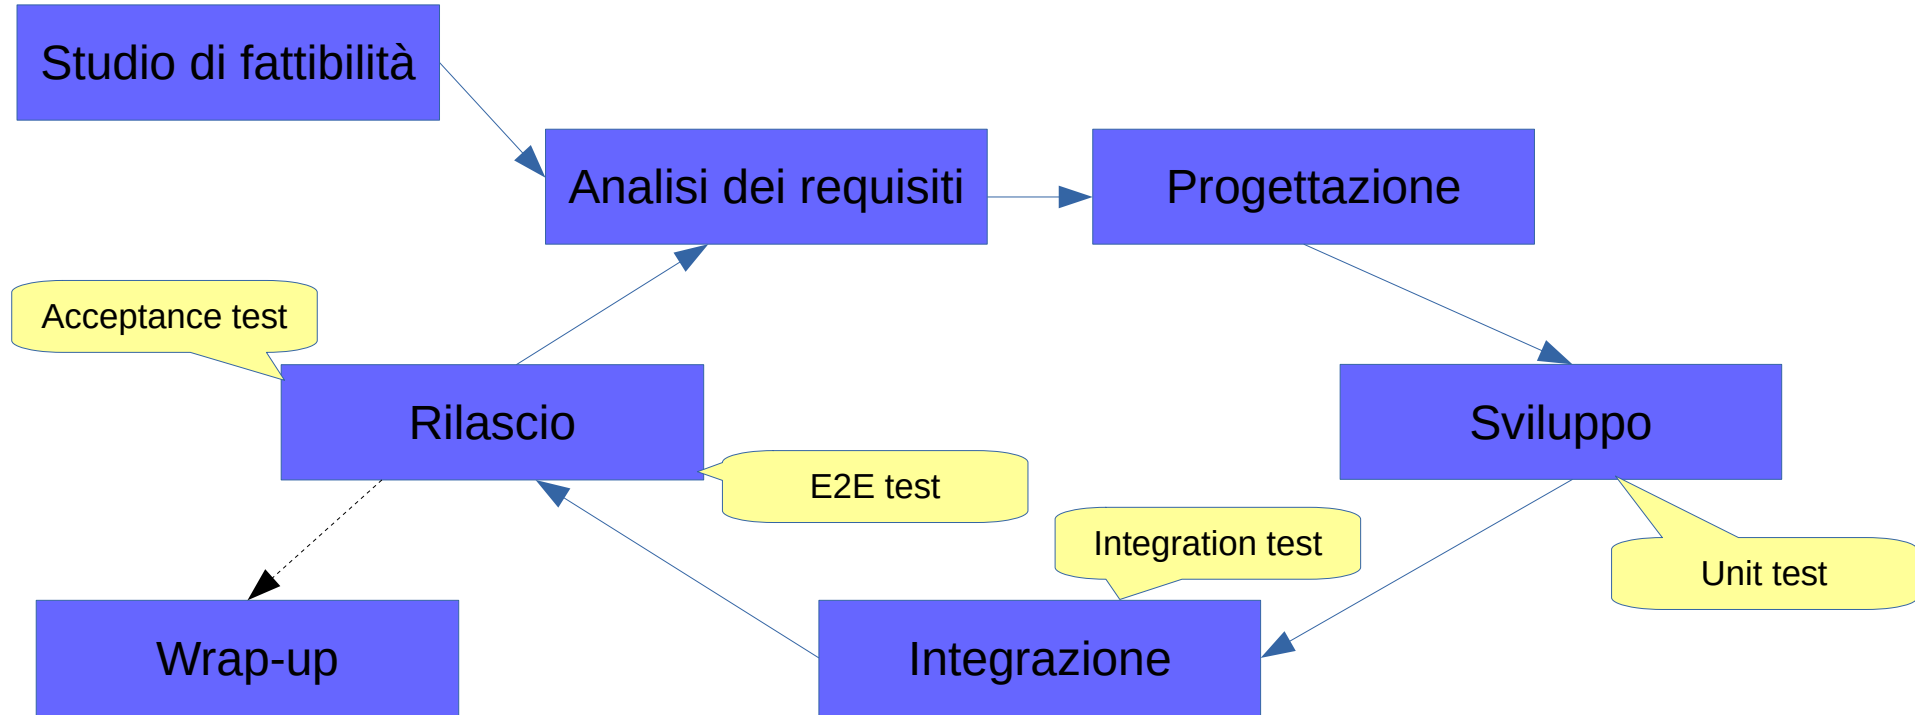 Studio di fattibilità
Analisi dei requisiti
Progettazione
Acceptance test
Rilascio
Sviluppo
E2E test
Integration test
Unit test
Wrap-up
Integrazione